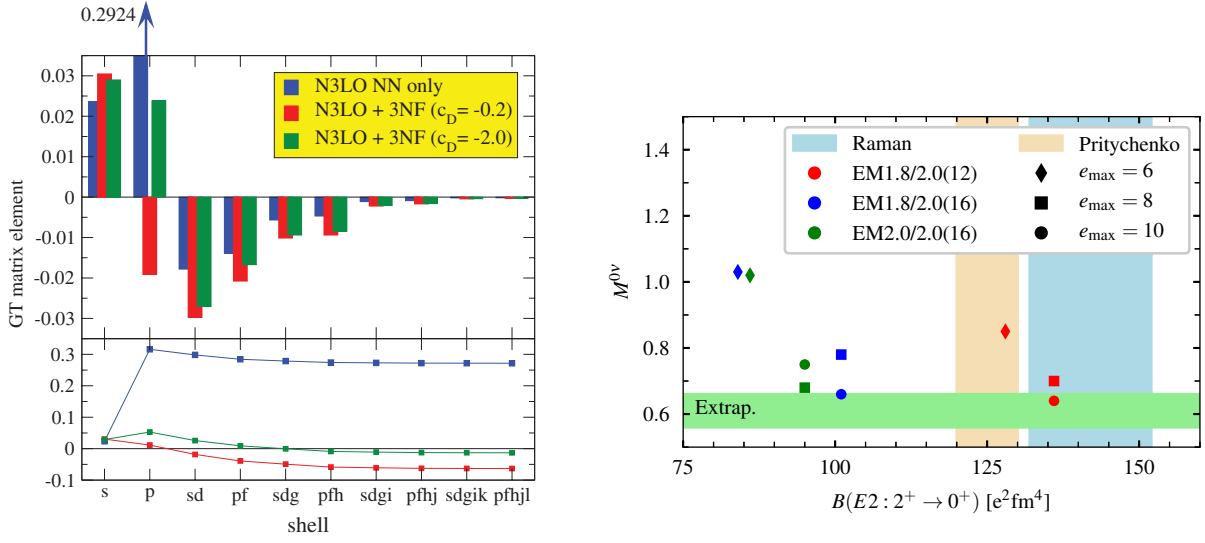 0.2924
GT matrix element
0.03
0.02
0.01
0
-0.01
-0.02
-0.03
N3LO NN only
N3LO + 3NF (c_D= -0.2)
N3LO + 3NF (c_D= -2.0)
0.3
0.2
0.1
0
-0.1
s p sd pf sdg pfh sdgi pfhj sdgik pfhjl
shell
M^{0ν}
1.4
1.2
1.0
0.8
0.6
Raman
EM1.8/2.0(12)
EM1.8/2.0(16)
EM2.0/2.0(16)
Pritychenko
e_max = 6
e_max = 8
e_max = 10
Extrap.
75 100 125 150
B(E2 : 2⁺ → 0⁺) [e²fm⁴]